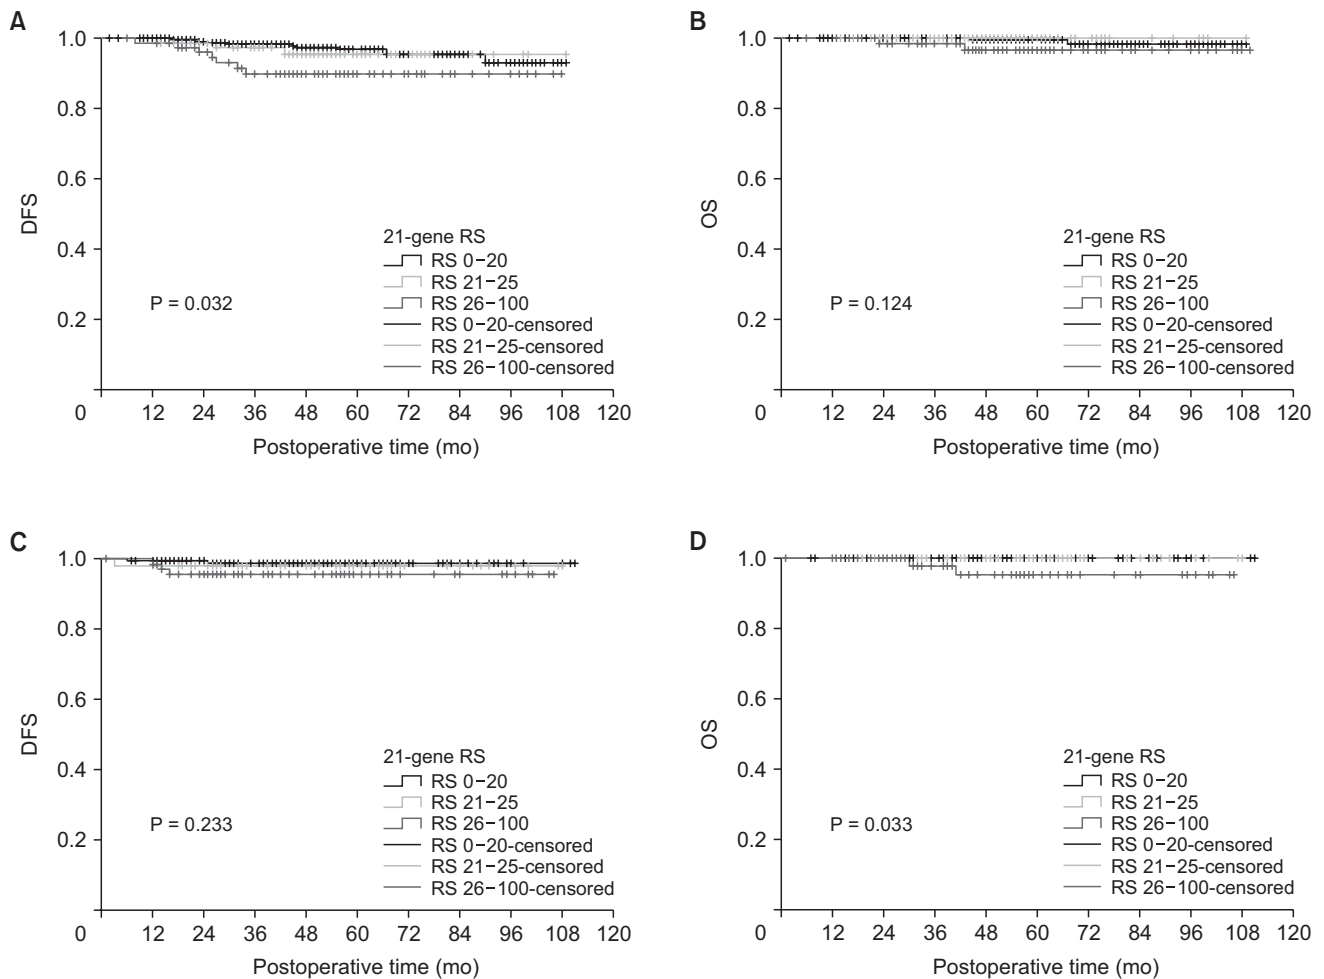 A
1.0
0.8
0.6
0.4
0.2
0
DFS
21-gene RS
RS 0–20
RS 21–25
RS 26–100
RS 0–20-censored
RS 21–25-censored
RS 26–100-censored
P = 0.032
12 24 36 48 60 72 84 96 108 120
Postoperative time (mo)
B
1.0
0.8
0.6
0.4
0.2
0
OS
21-gene RS
RS 0–20
RS 21–25
RS 26–100
RS 0–20-censored
RS 21–25-censored
RS 26–100-censored
P = 0.124
12 24 36 48 60 72 84 96 108 120
Postoperative time (mo)
C
1.0
0.8
0.6
0.4
0.2
0
DFS
21-gene RS
RS 0–20
RS 21–25
RS 26–100
RS 0–20-censored
RS 21–25-censored
RS 26–100-censored
P = 0.233
12 24 36 48 60 72 84 96 108 120
Postoperative time (mo)
D
1.0
0.8
0.6
0.4
0.2
0
OS
21-gene RS
RS 0–20
RS 21–25
RS 26–100
RS 0–20-censored
RS 21–25-censored
RS 26–100-censored
P = 0.033
12 24 36 48 60 72 84 96 108 120
Postoperative time (mo)